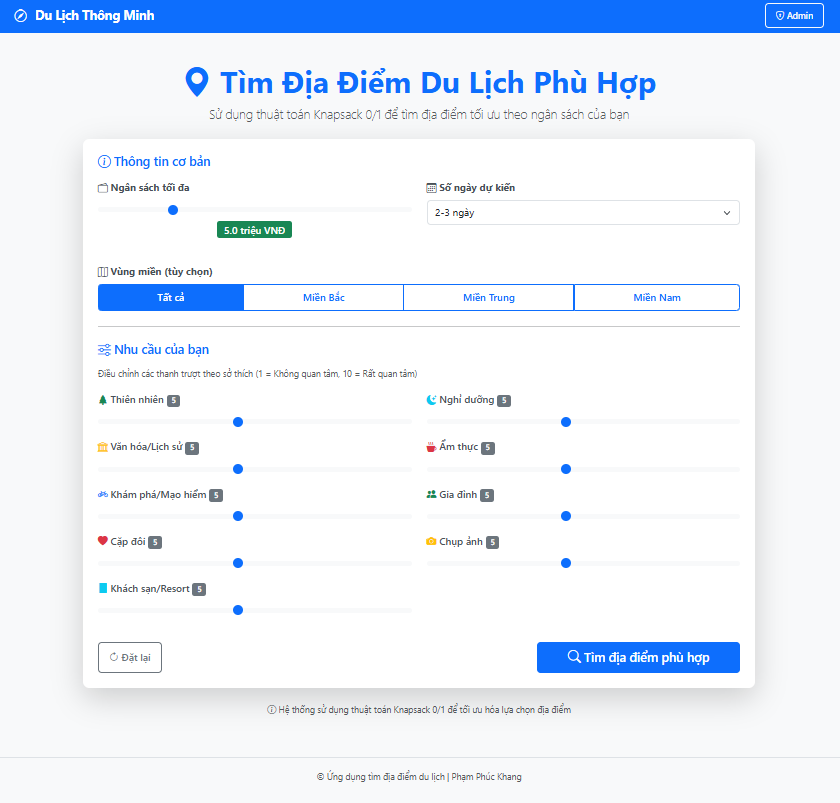 Du Lịch Thông Minh
Admin
Tìm Địa Điểm Du Lịch Phù Hợp
Sử dụng thuật toán Knapsack 0/1 để tìm địa điểm tối ưu theo ngân sách của bạn
Thông tin cơ bản
Ngân sách tối đa
5.0 triệu VNĐ
Số ngày dự kiến
2-3 ngày
Vùng miền (tùy chọn)
Tất cả
Miền Bắc
Miền Trung
Miền Nam
Nhu cầu của bạn
Điều chỉnh các thanh trượt theo sở thích (1 = Không quan tâm, 10 = Rất quan tâm)
Thiên nhiên 5
Nghỉ dưỡng 5
Văn hóa/Lịch sử 5
Ẩm thực 5
Khám phá/Mạo hiểm 5
Gia đình 5
Cặp đôi 5
Chụp ảnh 5
Khách sạn/Resort 5
Đặt lại
Tìm địa điểm phù hợp
Hệ thống sử dụng thuật toán Knapsack 0/1 để tối ưu hóa lựa chọn địa điểm
© Ứng dụng tìm địa điểm du lịch | Phạm Phúc Khang